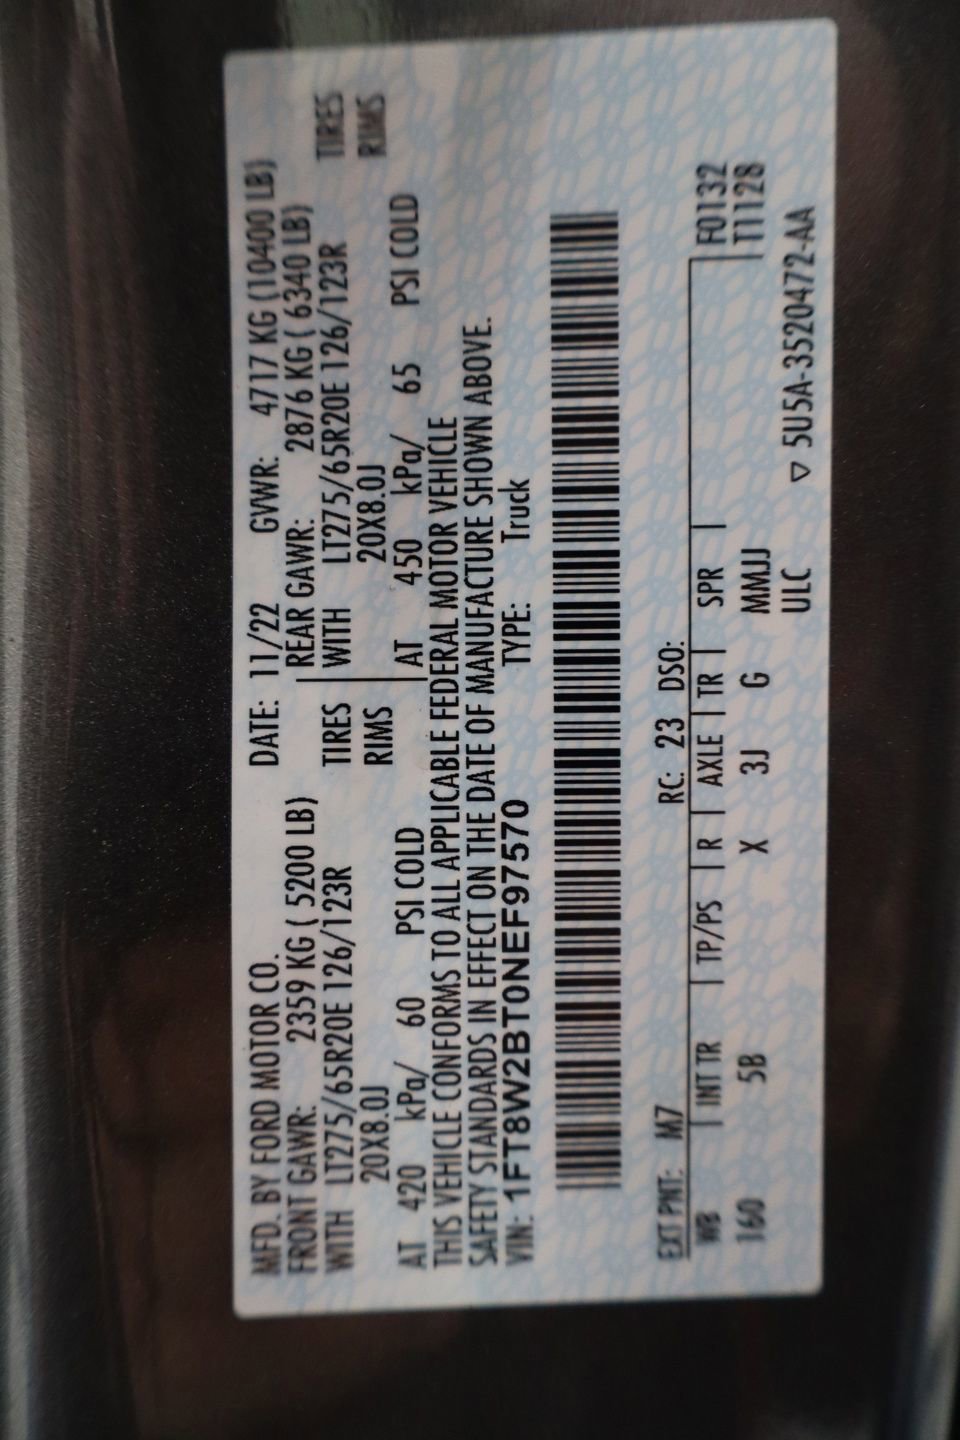 MFD. BY FORD MOTOR CO. DATE: 11/22 GVWR: 4717 KG (10400 LB)
FRONT GAWR: 2359 KG ( 5200 LB) REAR GAWR: 2876 KG ( 6340 LB)
WITH LT275/65R20E 126/123R TIRES WITH LT275/65R20E 126/123R TIRES
20X8.0J RIMS 20X8.0J RIMS
AT 420 kPa/ 60 PSI COLD AT 450 kPa/ 65 PSI COLD
THIS VEHICLE CONFORMS TO ALL APPLICABLE FEDERAL MOTOR VEHICLE
SAFETY STANDARDS IN EFFECT ON THE DATE OF MANUFACTURE SHOWN ABOVE.
VIN: 1FT8W2BT0NEF97570 TYPE: Truck
EXT PNT: M7 RC: 23 DSO:
WB INT TR TP/PS R AXLE TR SPR F0132
T1128
160 5B X 3J G MMJJ
ULC ▽ 5U5A-3520472-AA